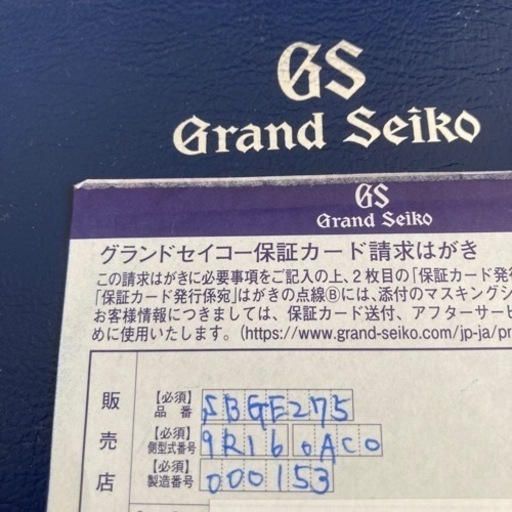 GS
Grand Seiko
GS
Grand Seiko
グランドセイコー保証カード請求はがき
この請求はがきに必要事項をご記入の上、2枚目の「保証カード発
「保証カード発行係宛」はがきの点線Ⓑには、添付のマスキングシ
お客様情報につきましては、保証カード送付、アフターサービ
めに使用いたします。(https://www.grand-seiko.com/jp-ja/pr
販売店
【必須】
品番 SBGE275
【必須】
側型式番号 9R16 0AC0
【必須】
製造番号 000153